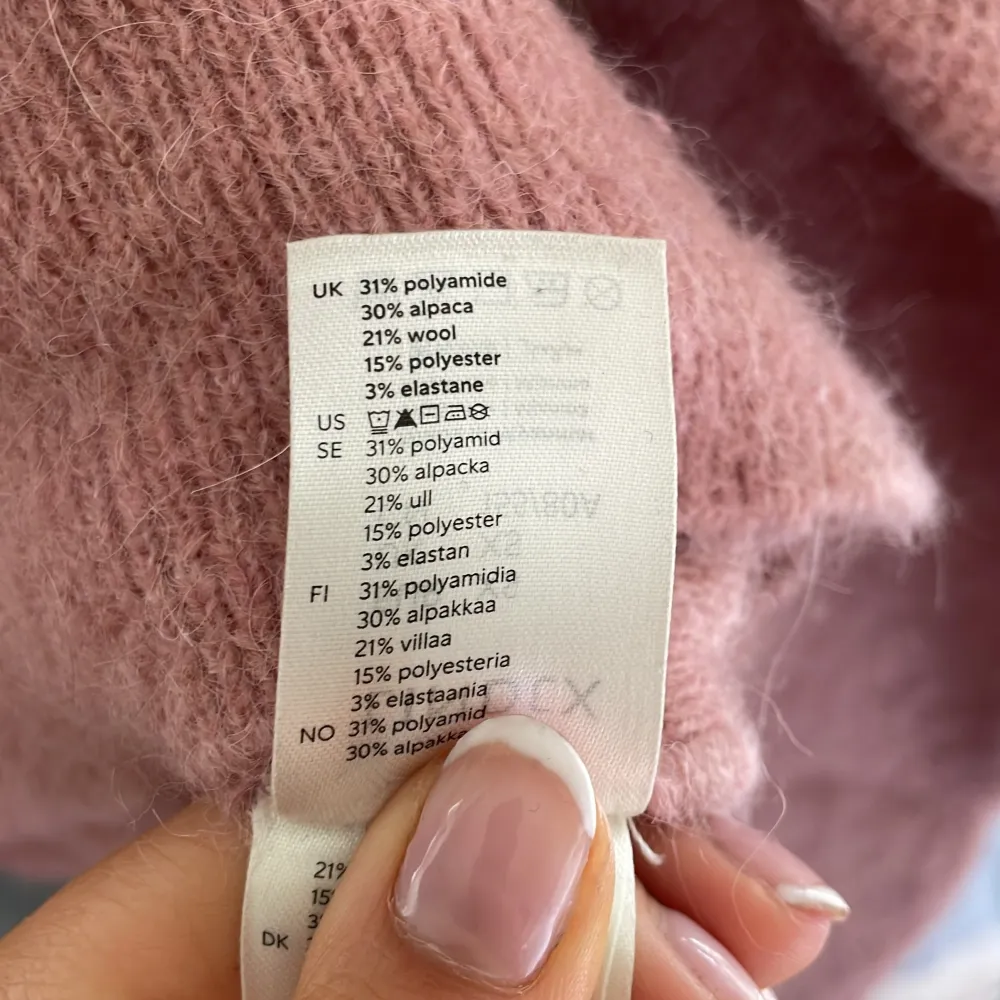 UK 31% polyamide
30% alpaca
21% wool
15% polyester
3% elastane
US
SE 31% polyamid
30% alpacka
21% ull
15% polyester
3% elastan
FI 31% polyamidia
30% alpakkaa
21% villaa
15% polyesteria
3% elastaania
NO 31% polyamid
30%
21%
DK